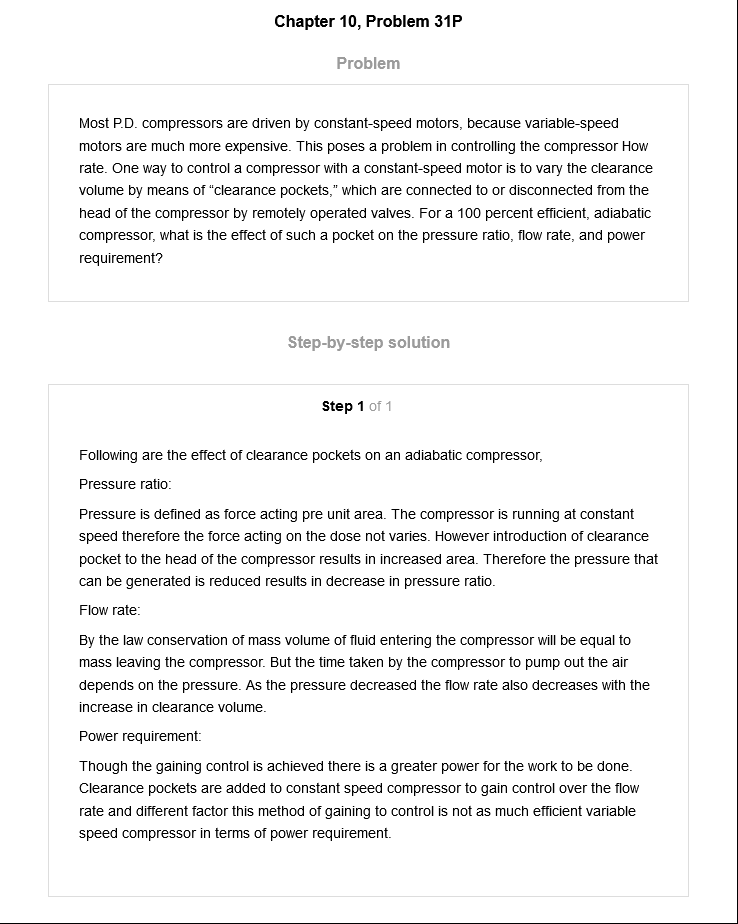 Chapter 10, Problem 31P
Problem
Most P.D. compressors are driven by constant-speed motors, because variable-speed
motors are much more expensive. This poses a problem in controlling the compressor How
rate. One way to control a compressor with a constant-speed motor is to vary the clearance
volume by means of “clearance pockets,” which are connected to or disconnected from the
head of the compressor by remotely operated valves. For a 100 percent efficient, adiabatic
compressor, what is the effect of such a pocket on the pressure ratio, flow rate, and power
requirement?
Step-by-step solution
Step 1 of 1
Following are the effect of clearance pockets on an adiabatic compressor,
Pressure ratio:
Pressure is defined as force acting pre unit area. The compressor is running at constant
speed therefore the force acting on the dose not varies. However introduction of clearance
pocket to the head of the compressor results in increased area. Therefore the pressure that
can be generated is reduced results in decrease in pressure ratio.
Flow rate:
By the law conservation of mass volume of fluid entering the compressor will be equal to
mass leaving the compressor. But the time taken by the compressor to pump out the air
depends on the pressure. As the pressure decreased the flow rate also decreases with the
increase in clearance volume.
Power requirement:
Though the gaining control is achieved there is a greater power for the work to be done.
Clearance pockets are added to constant speed compressor to gain control over the flow
rate and different factor this method of gaining to control is not as much efficient variable
speed compressor in terms of power requirement.